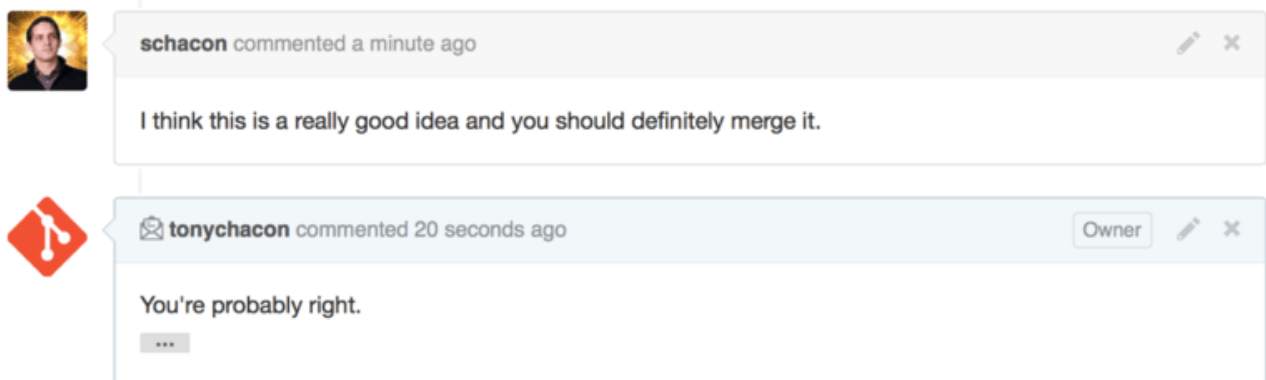 schacon commented a minute ago
I think this is a really good idea and you should definitely merge it.
tonychacon commented 20 seconds ago Owner
You're probably right.
...